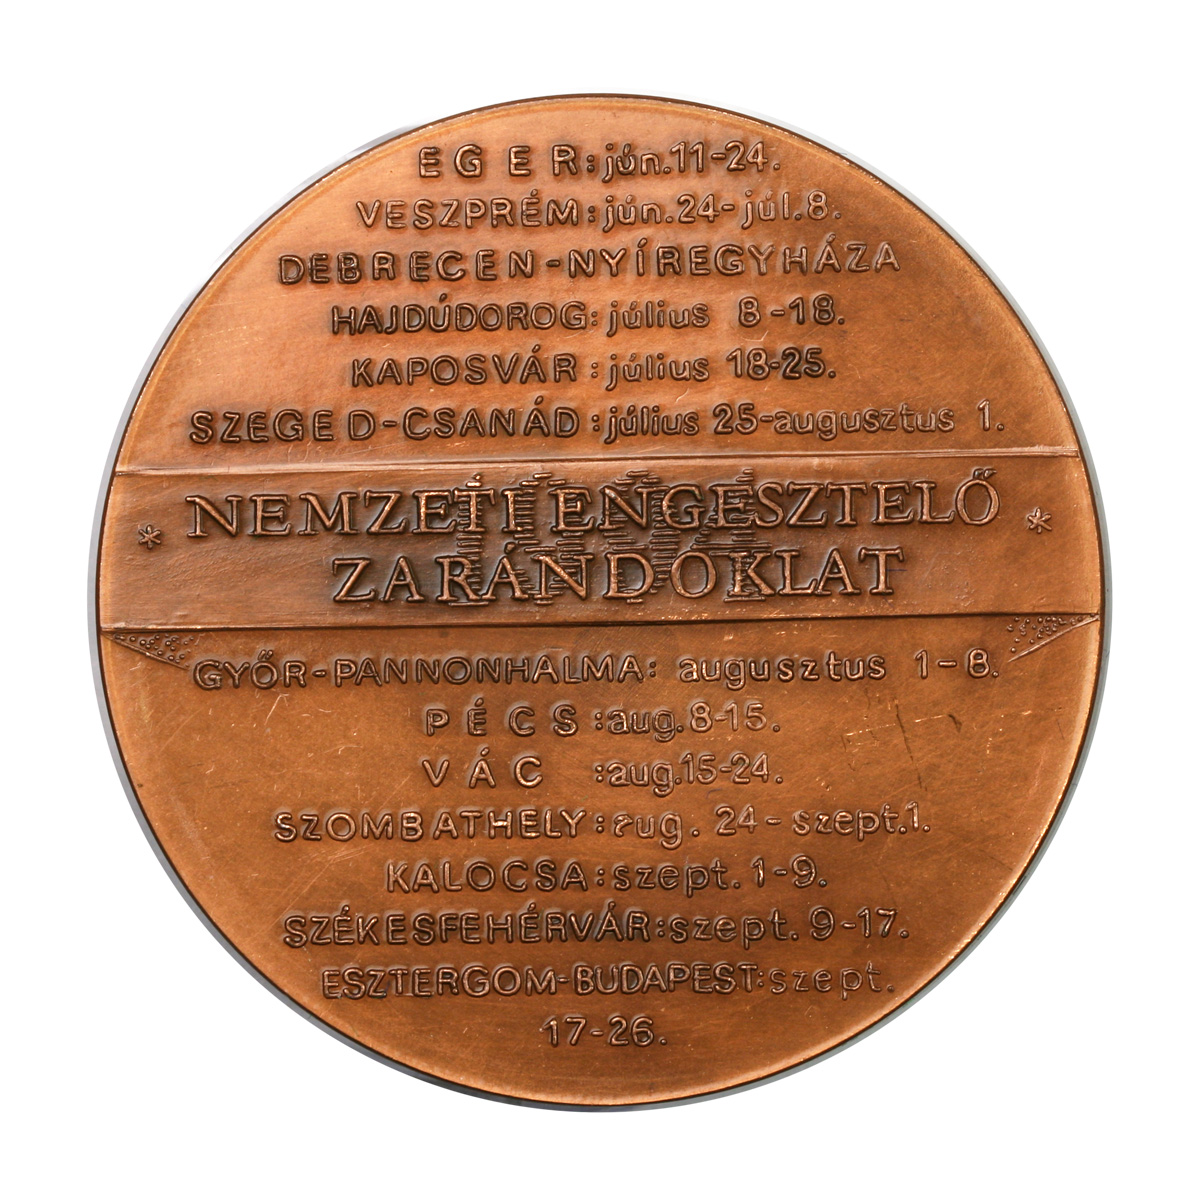 E G E R: jún. 11-24.
VESZPRÉM: jún. 24-júl. 8.
DEBRECEN-NYÍREGYHÁZA
HAJDÚDOROG: július 8-18.
KAPOSVÁR: július 18-25.
SZEGED-CSANÁD: július 25-augusztus 1.
* NEMZETI ENGESZTELŐ *
ZARÁNDOKLAT
1994
GYŐR-PANNONHALMA: augusztus 1-8.
P É C S: aug. 8-15.
V Á C : aug. 15-24.
SZOMBATHELY: aug. 24-szept. 1.
KALOCSA: szept. 1-9.
SZÉKESFEHÉRVÁR: szept. 9-17.
ESZTERGOM-BUDAPEST: szept.
17-26.